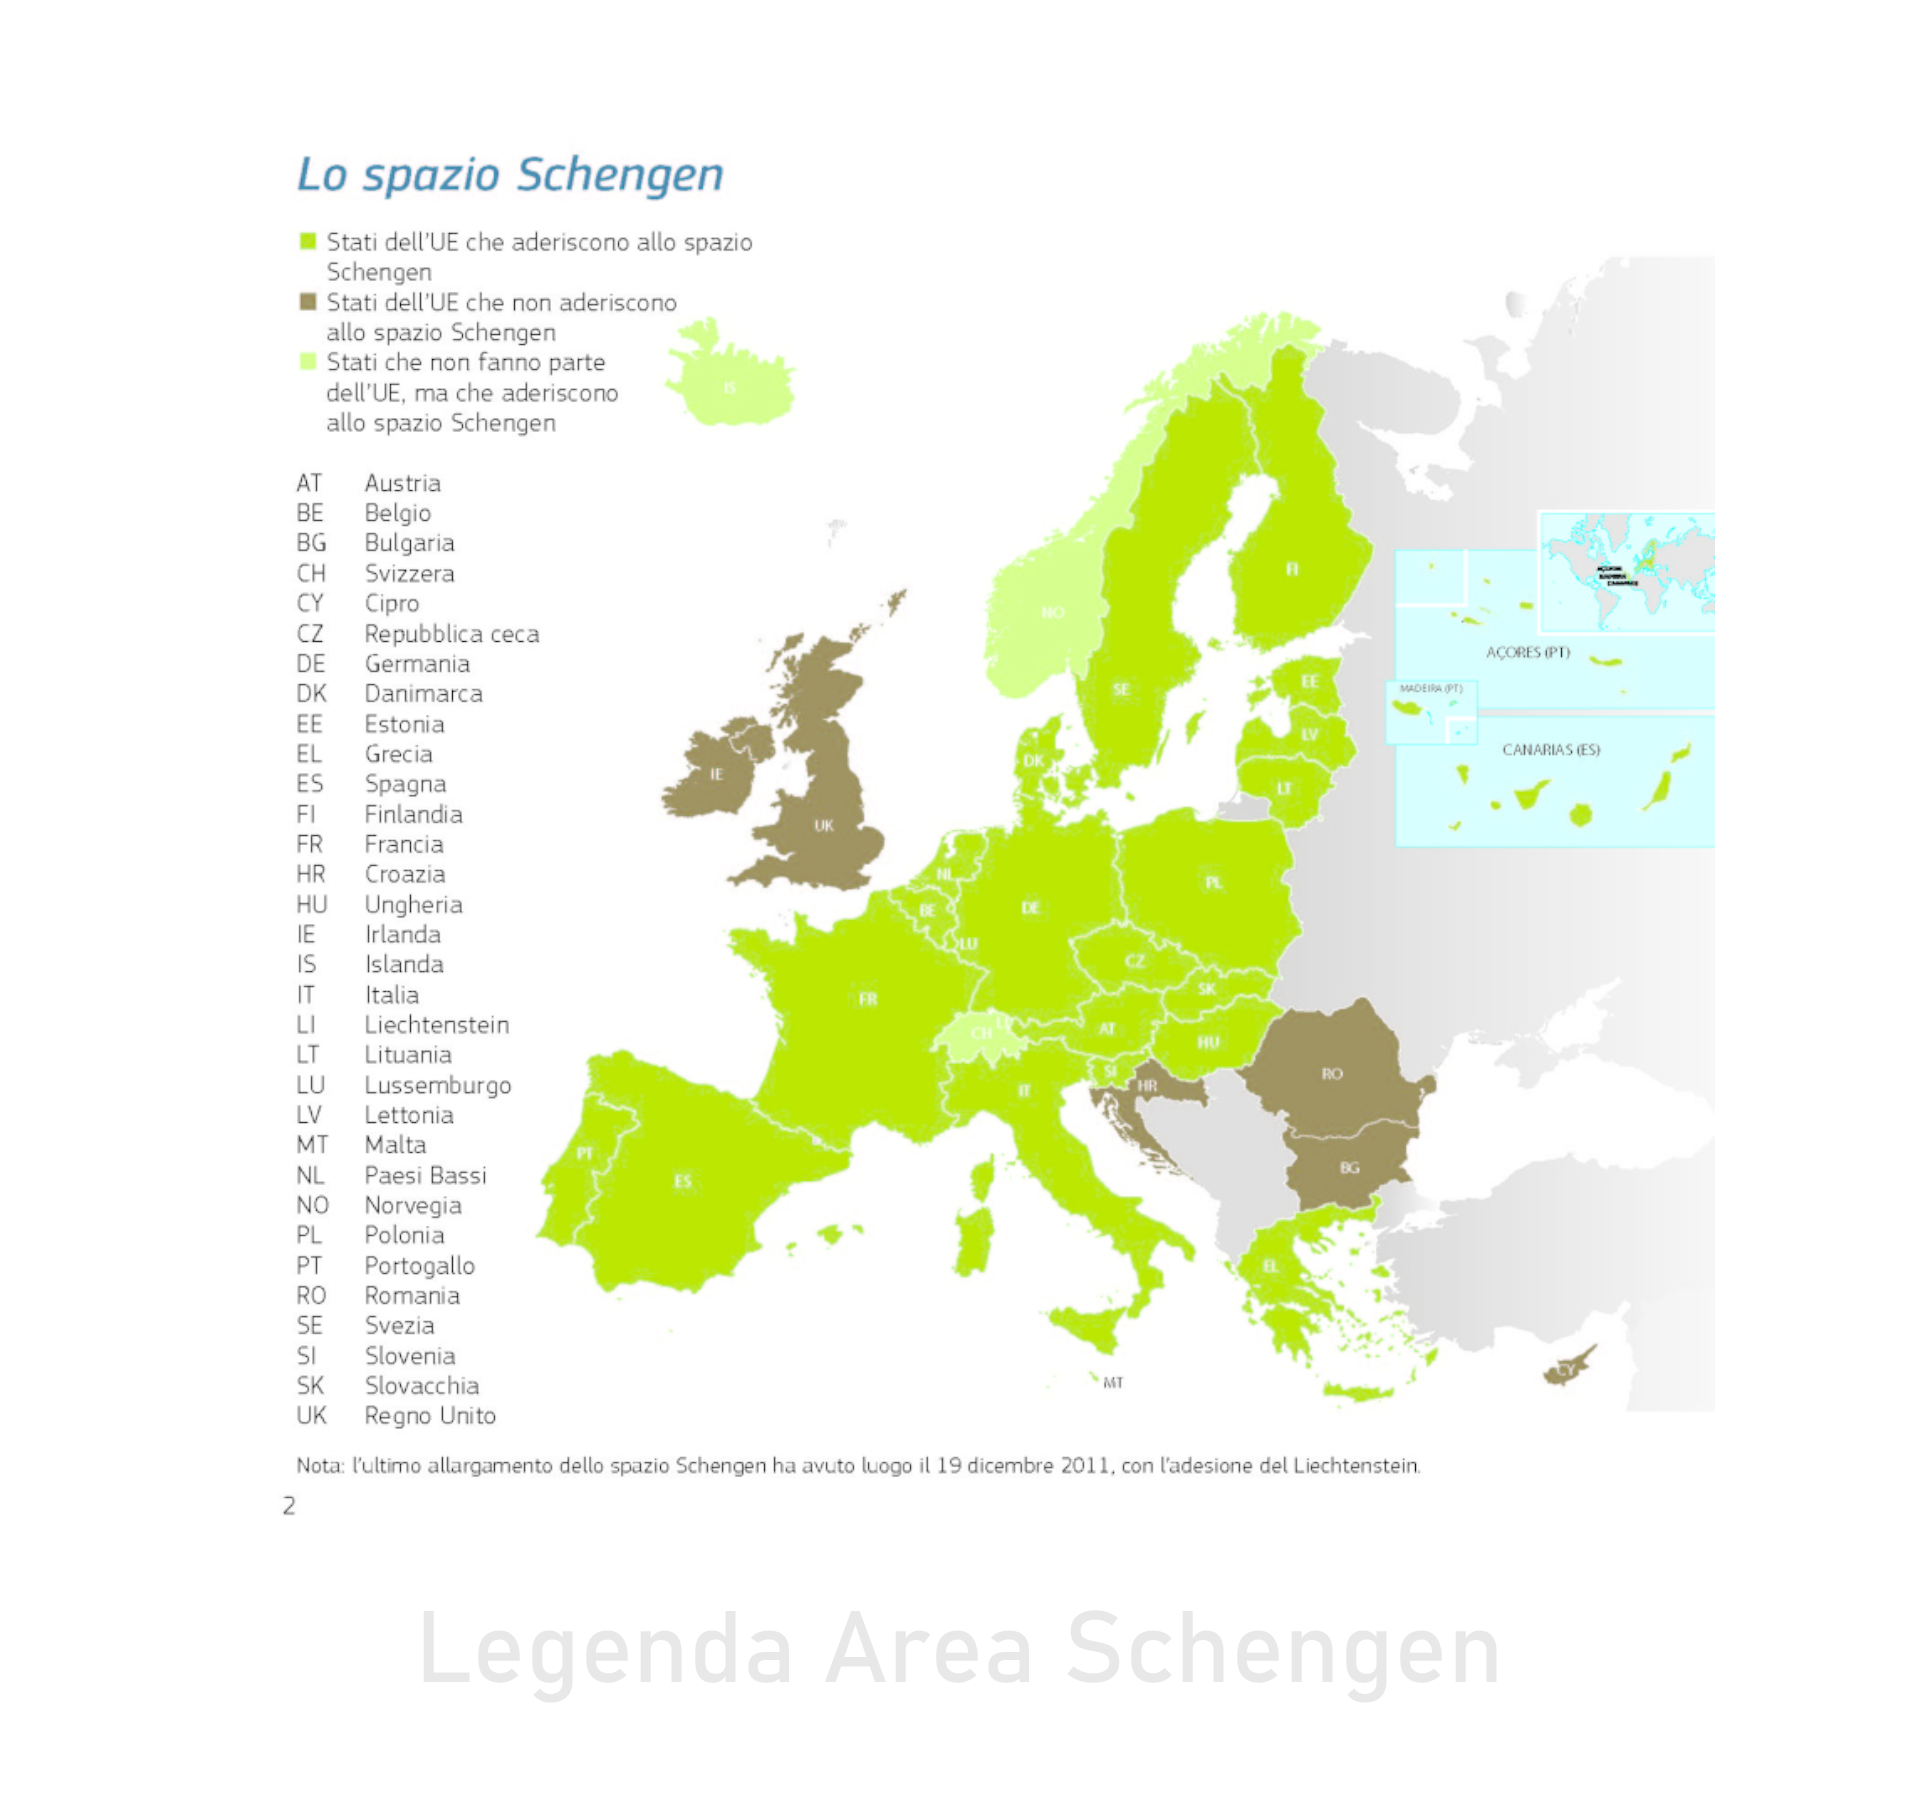 Lo spazio Schengen
Stati dell'UE che aderiscono allo spazio
Schengen
Stati dell'UE che non aderiscono
allo spazio Schengen
Stati che non fanno parte
dell'UE, ma che aderiscono
allo spazio Schengen
AT Austria
BE Belgio
BG Bulgaria
CH Svizzera
CY Cipro
CZ Repubblica ceca
DE Germania
DK Danimarca
EE Estonia
EL Grecia
ES Spagna
FI Finlandia
FR Francia
HR Croazia
HU Ungheria
IE Irlanda
IS Islanda
IT Italia
LI Liechtenstein
LT Lituania
LU Lussemburgo
LV Lettonia
MT Malta
NL Paesi Bassi
NO Norvegia
PL Polonia
PT Portogallo
RO Romania
SE Svezia
SI Slovenia
SK Slovacchia
UK Regno Unito
IS
FI
NO
SE
EE
LV
LT
DK
IE
UK
NL
BE
DE
PL
LU
CZ
SK
FR
CH
LI
AT
HU
SI
HR
IT
RO
BG
PT
ES
EL
MT
CY
AÇORES (PT)
MADEIRA (PT)
CANARIAS (ES)
Nota: l'ultimo allargamento dello spazio Schengen ha avuto luogo il 19 dicembre 2011, con l'adesione del Liechtenstein.
2
Legenda Area Schengen